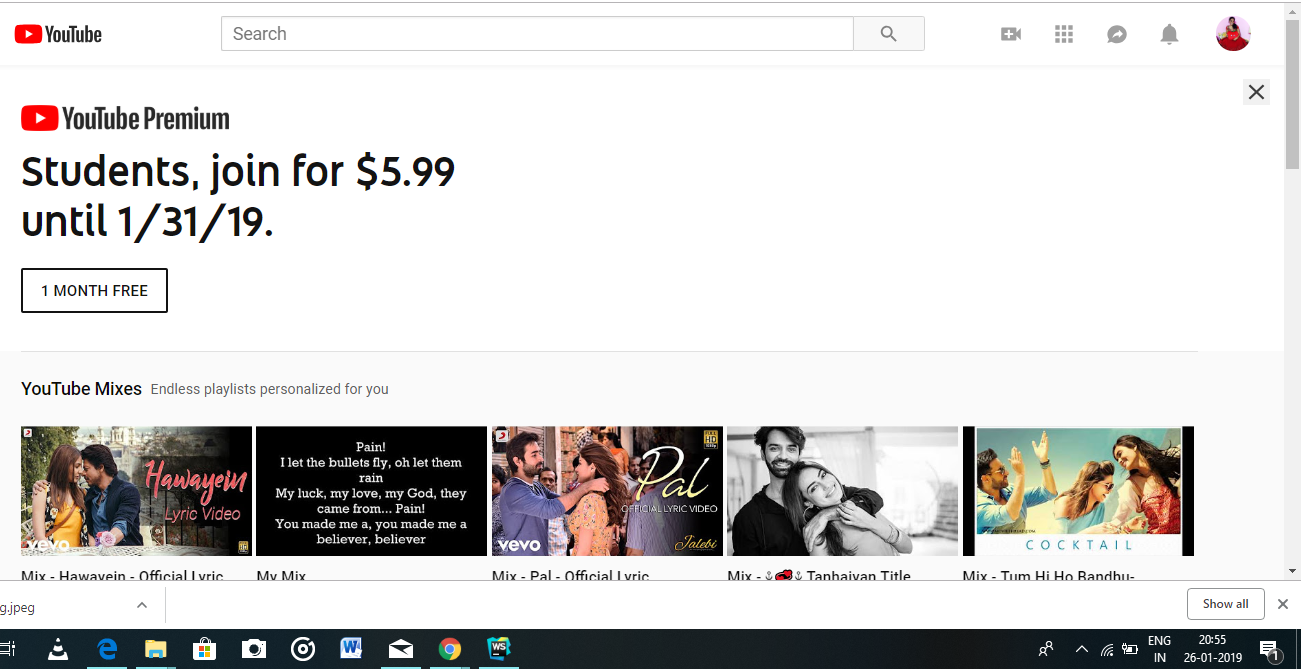 YouTube
Search
YouTube Premium
Students, join for $5.99
until 1/31/19.
1 MONTH FREE
YouTube Mixes Endless playlists personalized for you
Hawayein
Lyric Video
vevo
Pain!
I let the bullets fly, oh let them
rain
My luck, my love, my God, they
came from... Pain!
You made me a, you made me a
believer, believer
HD
Pal
OFFICIAL LYRIC VIDEO
vevo
Jalebi
COCKTAIL
Mix - Hawayein - Official Lyric
My Mix
Mix - Pal - Official Lyric
Mix - ⚓💋⚓ Tanhaiyan Title
Mix - Tum Hi Ho Bandhu-
g.jpeg
Show all
W
WS
ENG
IN
20:55
26-01-2019
1